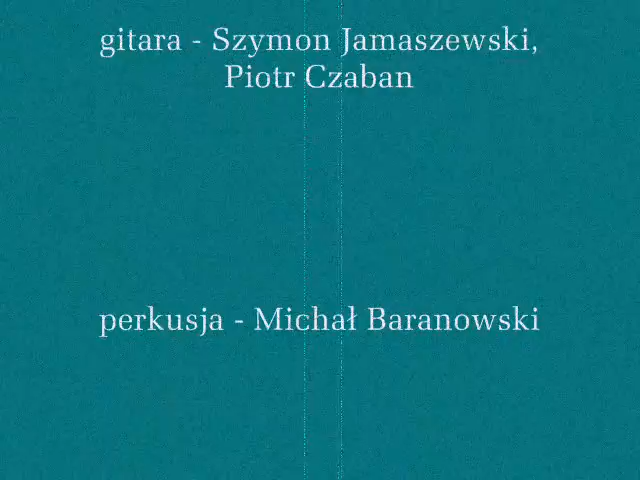 gitara - Szymon Jamaszewski,
Piotr Czaban
perkusja - Michał Baranowski